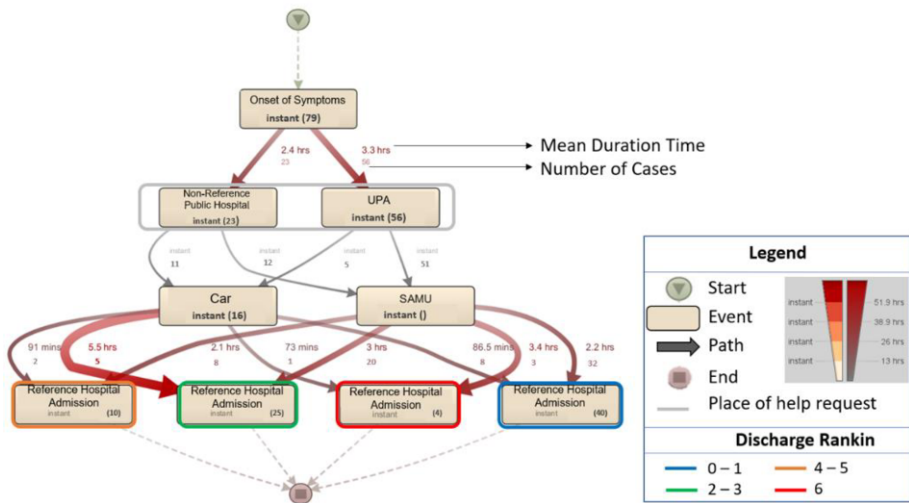 Onset of Symptoms
instant (79)
2.4 hrs
23
3.3 hrs
56
Mean Duration Time
Number of Cases
Non-Reference
Public Hospital
instant (23)
UPA
instant (56)
instant
11
instant
12
instant
5
instant
51
Car
instant (16)
SAMU
instant ()
91 mins
2
5.5 hrs
5
2.1 hrs
8
73 mins
1
3 hrs
20
86.5 mins
8
3.4 hrs
3
2.2 hrs
32
Reference Hospital
Admission
instant (10)
Reference Hospital
Admission
instant (25)
Reference Hospital
Admission
instant (4)
Reference Hospital
Admission
instant (40)
Legend
Start
Event
Path
End
Place of help request
instant
51.9 hrs
instant
38.9 hrs
instant
26 hrs
instant
13 hrs
Discharge Rankin
0 – 1
4 – 5
2 – 3
6